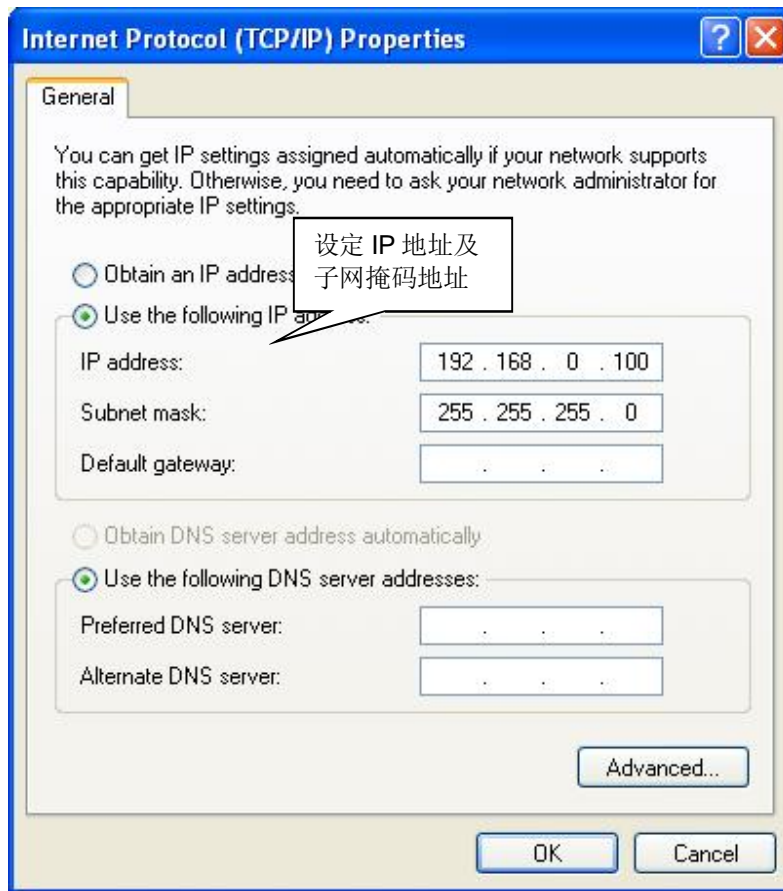 Internet Protocol (TCP/IP) Properties
General
You can get IP settings assigned automatically if your network supports
this capability. Otherwise, you need to ask your network administrator for
the appropriate IP settings.
设定 IP 地址及
子网掩码地址
Obtain an IP address
Use the following IP address:
IP address:
192 . 168 . 0 . 100
Subnet mask:
255 . 255 . 255 . 0
Default gateway:
. . .
Obtain DNS server address automatically
Use the following DNS server addresses:
Preferred DNS server:
. . .
Alternate DNS server:
. . .
Advanced...
OK
Cancel